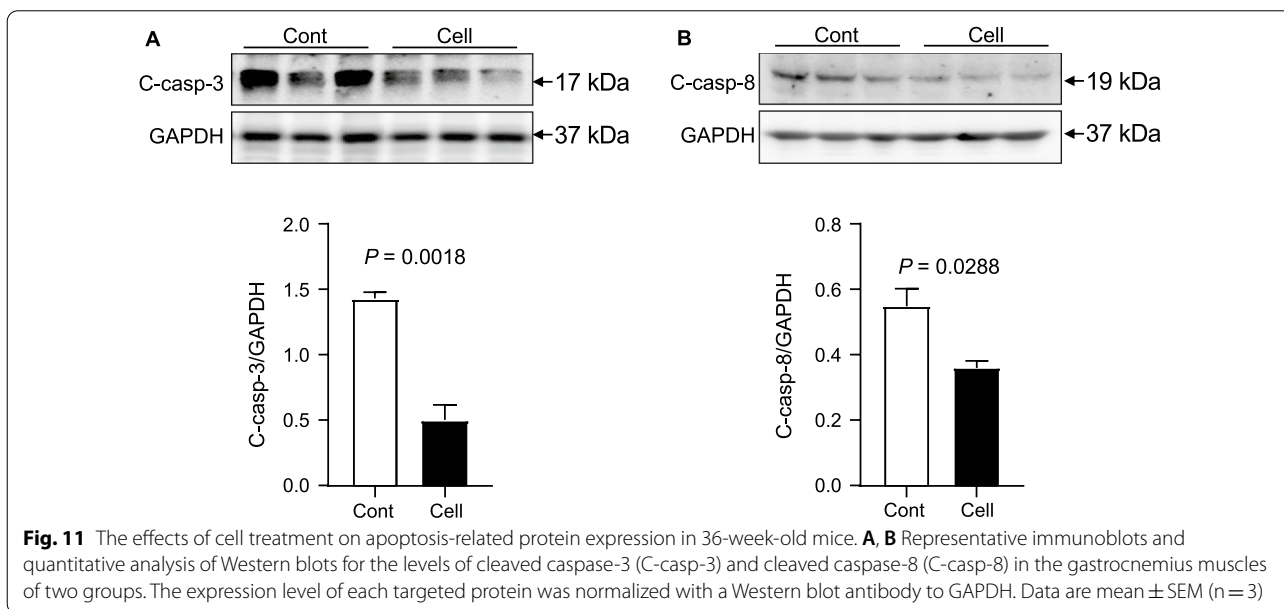 A Cont Cell
C-casp-3 17 kDa
GAPDH 37 kDa
2.0
1.5
1.0
0.5
0.0
C-casp-3/GAPDH
P = 0.0018
Cont Cell
B Cont Cell
C-casp-8 19 kDa
GAPDH 37 kDa
0.8
0.6
0.4
0.2
0.0
C-casp-8/GAPDH
P = 0.0288
Cont Cell
Fig. 11 The effects of cell treatment on apoptosis-related protein expression in 36-week-old mice. A, B Representative immunoblots and
quantitative analysis of Western blots for the levels of cleaved caspase-3 (C-casp-3) and cleaved caspase-8 (C-casp-8) in the gastrocnemius muscles
of two groups. The expression level of each targeted protein was normalized with a Western blot antibody to GAPDH. Data are mean ± SEM (n = 3)